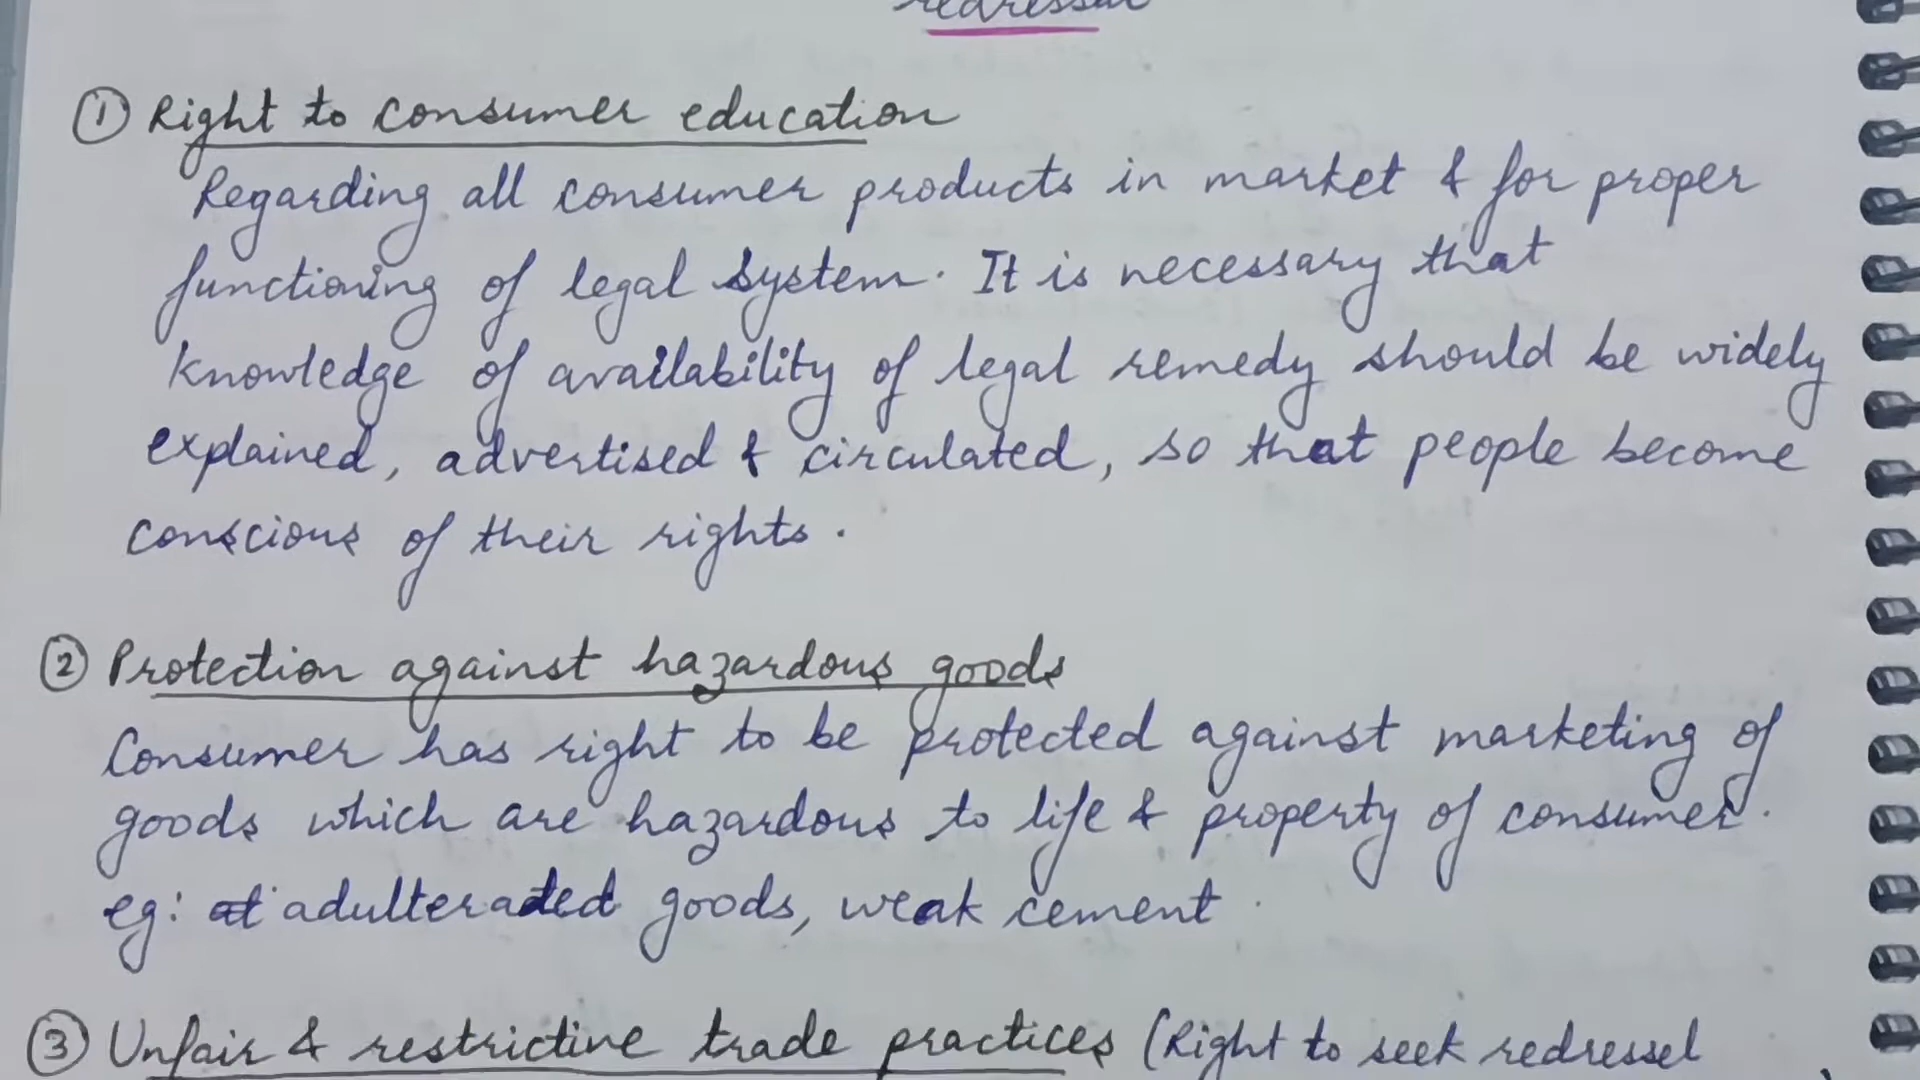 redressal
① Right to consumer education
Regarding all consumer products in market & for proper
functioning of legal system. It is necessary that
knowledge of availability of legal remedy should be widely
explained, advertised & circulated, so that people become
conscious of their rights.
② Protection against hazardous goods
Consumer has right to be protected against marketing of
goods which are hazardous to life & property of consumer.
eg: adulterated goods, weak cement
③ Unfair & restrictive trade practices (Right to seek redressel